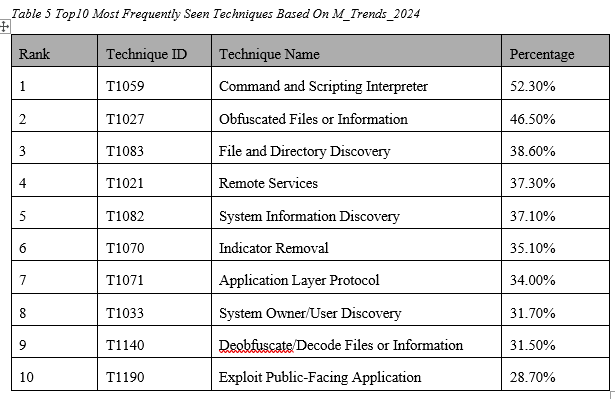 Table 5 Top10 Most Frequently Seen Techniques Based On M_Trends_2024
Rank Technique ID Technique Name Percentage
1 T1059 Command and Scripting Interpreter 52.30%
2 T1027 Obfuscated Files or Information 46.50%
3 T1083 File and Directory Discovery 38.60%
4 T1021 Remote Services 37.30%
5 T1082 System Information Discovery 37.10%
6 T1070 Indicator Removal 35.10%
7 T1071 Application Layer Protocol 34.00%
8 T1033 System Owner/User Discovery 31.70%
9 T1140 Deobfuscate/Decode Files or Information 31.50%
10 T1190 Exploit Public-Facing Application 28.70%